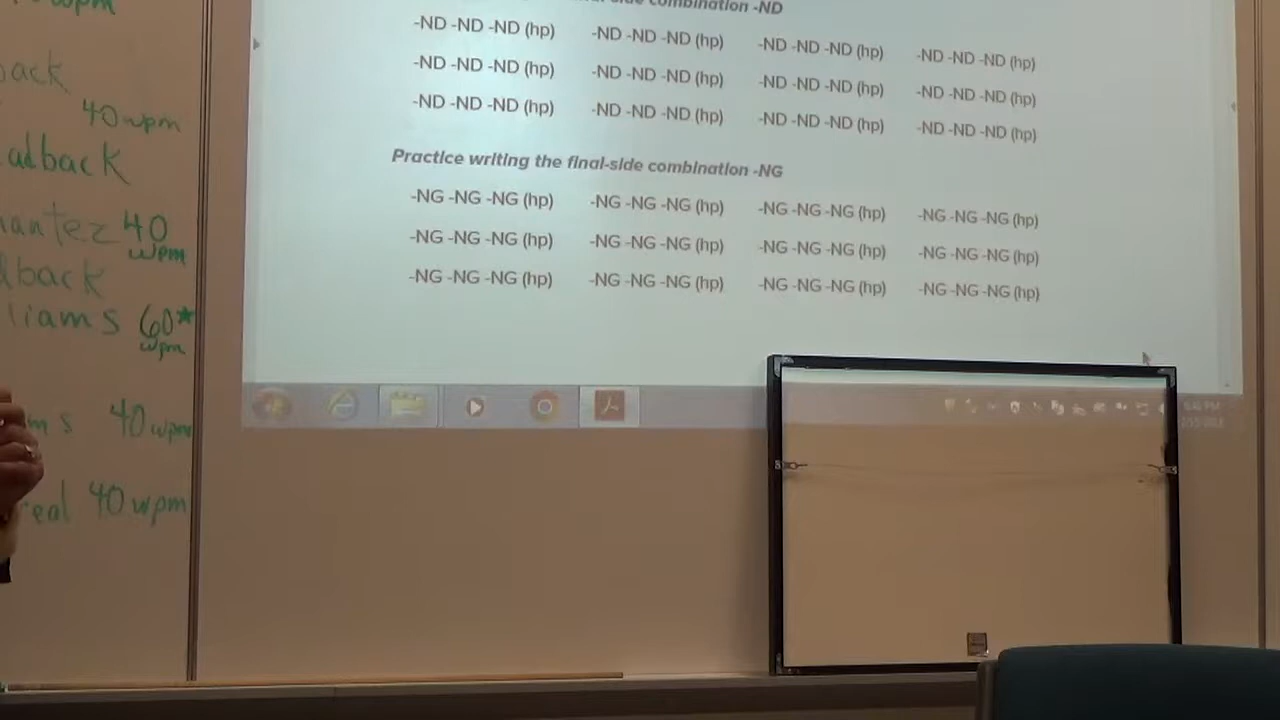 wpm
back
40 wpm
adback
40
wpm
dback
liams 60*
wpm
ms 40 wpm
eal 40 wpm
-side combination -ND
-ND -ND -ND (hp) -ND -ND -ND (hp) -ND -ND -ND (hp) -ND -ND -ND (hp)
-ND -ND -ND (hp) -ND -ND -ND (hp) -ND -ND -ND (hp) -ND -ND -ND (hp)
-ND -ND -ND (hp) -ND -ND -ND (hp) -ND -ND -ND (hp) -ND -ND -ND (hp)
Practice writing the final-side combination -NG
-NG -NG -NG (hp) -NG -NG -NG (hp) -NG -NG -NG (hp) -NG -NG -NG (hp)
-NG -NG -NG (hp) -NG -NG -NG (hp) -NG -NG -NG (hp) -NG -NG -NG (hp)
-NG -NG -NG (hp) -NG -NG -NG (hp) -NG -NG -NG (hp) -NG -NG -NG (hp)